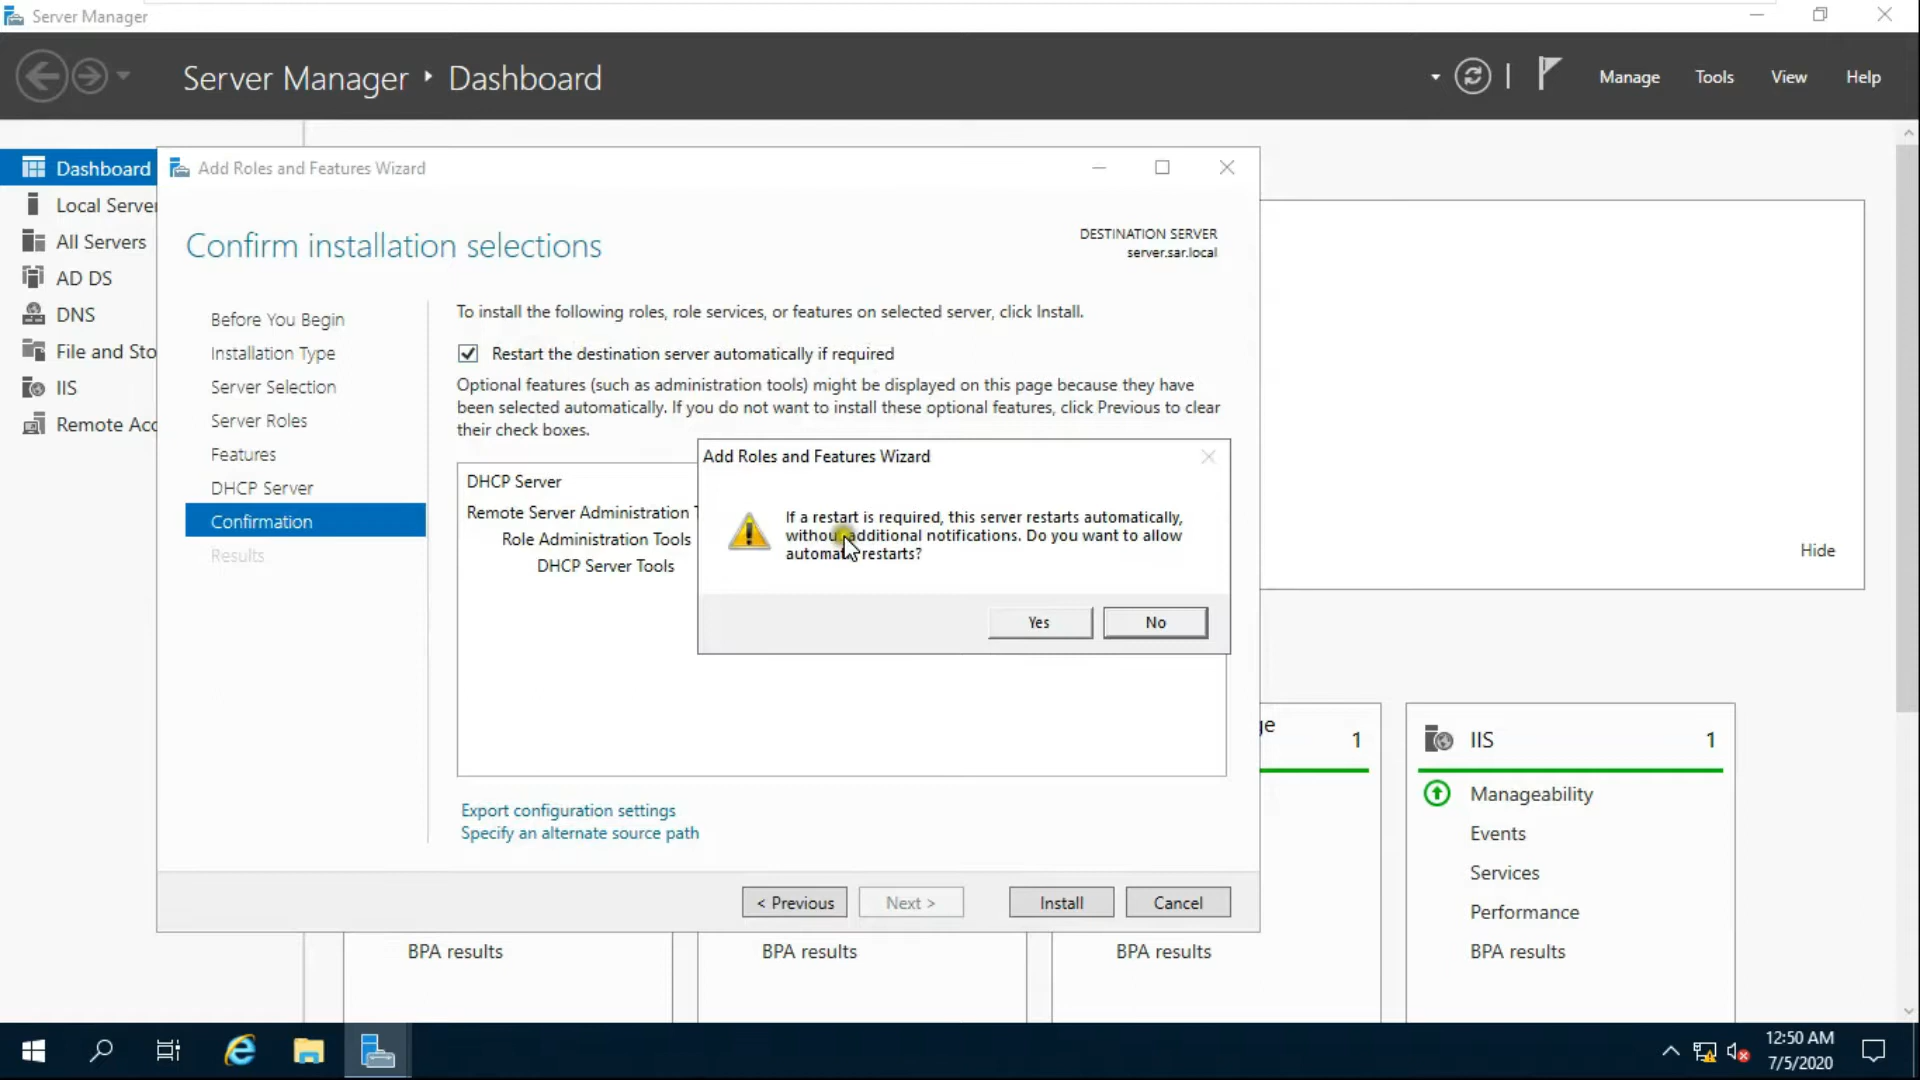 Server Manager
Server Manager
Dashboard
Manage
Tools
View
Help
Dashboard
Local Server
All Servers
AD DS
DNS
File and Sto
IIS
Remote Acc
Add Roles and Features Wizard
Confirm installation selections
DESTINATION SERVER
server.sar.local
Before You Begin
Installation Type
Server Selection
Server Roles
Features
DHCP Server
Confirmation
Results
To install the following roles, role services, or features on selected server, click Install.
Restart the destination server automatically if required
Optional features (such as administration tools) might be displayed on this page because they have
been selected automatically. If you do not want to install these optional features, click Previous to clear
their check boxes.
DHCP Server
Remote Server Administration
Role Administration Tools
DHCP Server Tools
Add Roles and Features Wizard
If a restart is required, this server restarts automatically,
without additional notifications. Do you want to allow
automatic restarts?
Yes
No
Export configuration settings
Specify an alternate source path
< Previous
Next >
Install
Cancel
Hide
ge
1
IIS
1
Manageability
Events
Services
Performance
BPA results
BPA results
BPA results
BPA results
12:50 AM
7/5/2020